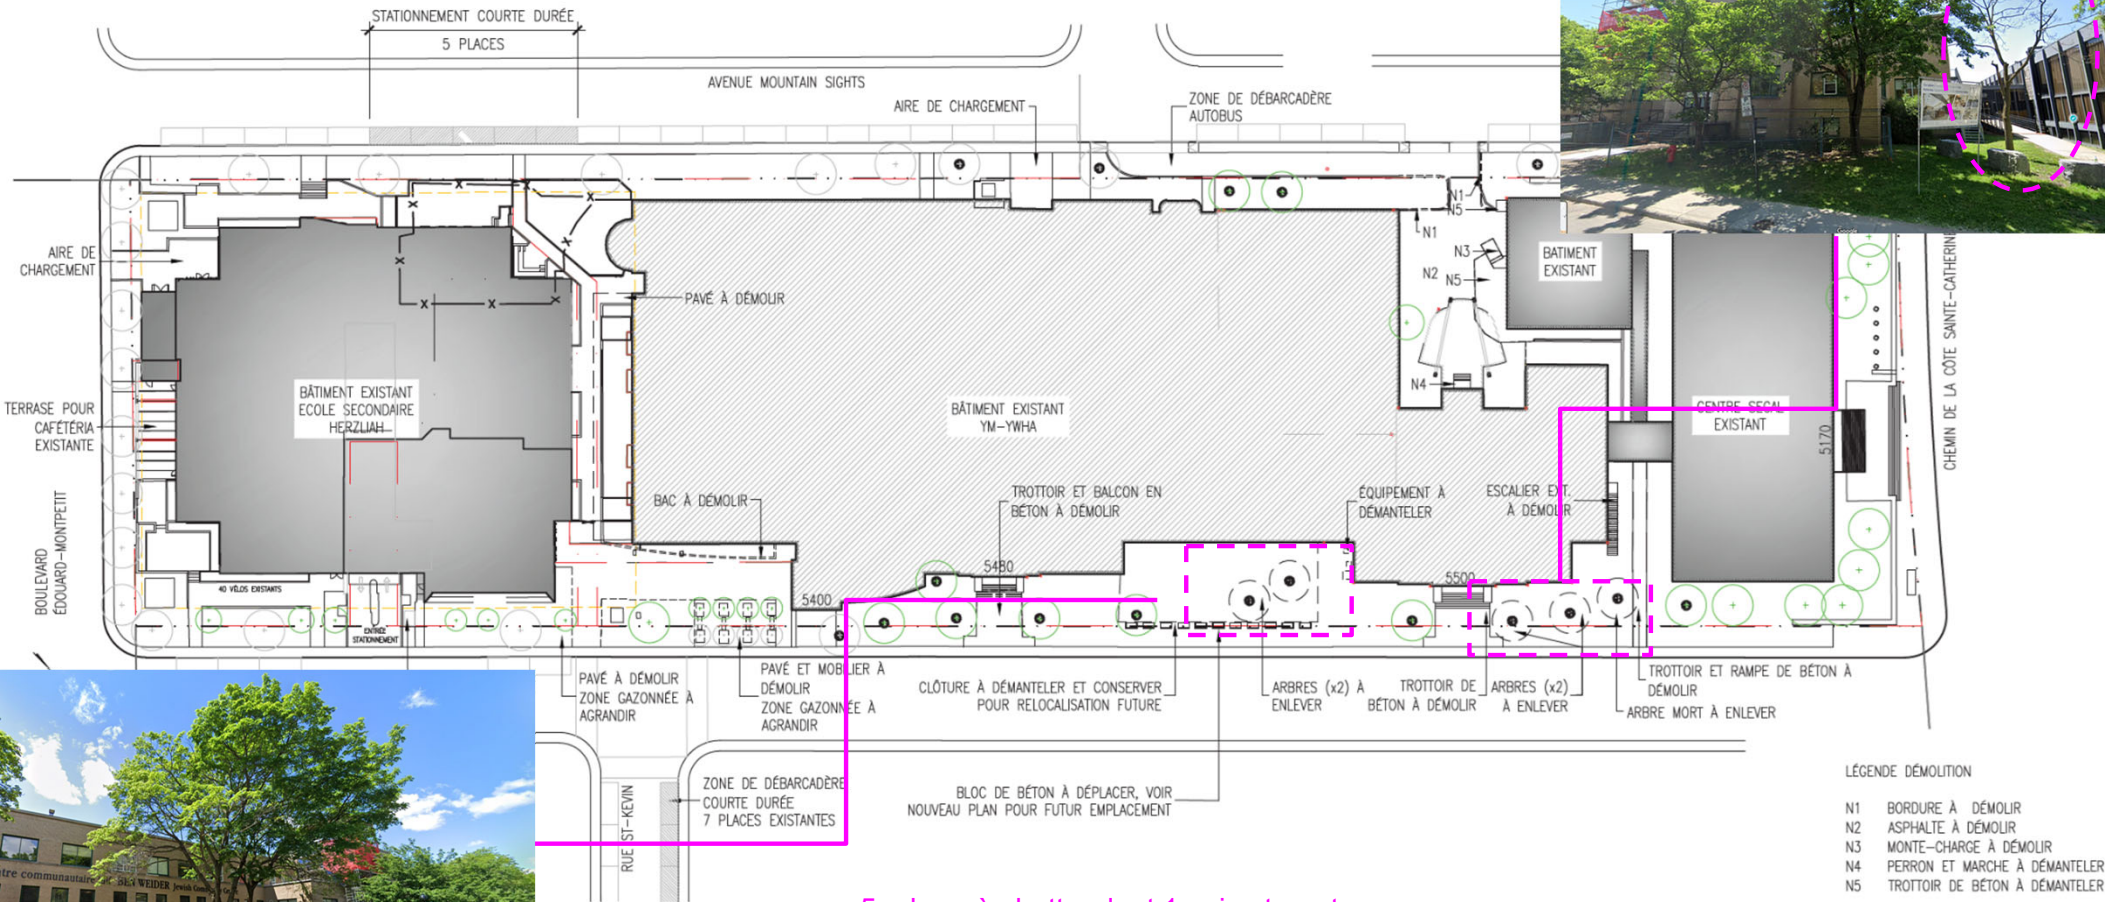 STATIONNEMENT COURTE DURÉE
5 PLACES
AVENUE MOUNTAIN SIGHTS
AIRE DE CHARGEMENT
ZONE DE DÉBARCADÈRE
AUTOBUS
N1
N5
N1
N3
N2
N5
N4
BATIMENT
EXISTANT
AIRE DE
CHARGEMENT
PAVÉ À DÉMOLIR
BÂTIMENT EXISTANT
ECOLE SECONDAIRE
HERZLIAH
TERRASE POUR
CAFÉTÉRIA
EXISTANTE
BÂTIMENT EXISTANT
YM-YWHA
CENTRE SEGAL
EXISTANT
5170
CHEMIN DE LA CÔTE SAINTE-CATHERINE
BAC À DÉMOLIR
TROTTOIR ET BALCON EN
BÉTON À DÉMOLIR
ÉQUIPEMENT À
DÉMANTELER
ESCALIER EXT.
À DÉMOLIR
BOULEVARD
ÉDOUARD-MONTPETIT
40 VÉLOS EXISTANTS
ENTRÉE
STATIONNEMENT
5400
5480
5500
PAVÉ À DÉMOLIR
ZONE GAZONNÉE À
AGRANDIR
PAVÉ ET MOBILIER À
DÉMOLIR
ZONE GAZONNÉE À
AGRANDIR
CLÔTURE À DÉMANTELER ET CONSERVER
POUR RELOCALISATION FUTURE
ARBRES (x2) À
ENLEVER
TROTTOIR DE
BÉTON À DÉMOLIR
ARBRES (x2)
À ENLEVER
TROTTOIR ET RAMPE DE BÉTON À
DÉMOLIR
ARBRE MORT À ENLEVER
ZONE DE DÉBARCADÈRE
COURTE DURÉE
7 PLACES EXISTANTES
BLOC DE BÉTON À DÉPLACER, VOIR
NOUVEAU PLAN POUR FUTUR EMPLACEMENT
RUE ST-KEVIN
LÉGENDE DÉMOLITION
N1 BORDURE À DÉMOLIR
N2 ASPHALTE À DÉMOLIR
N3 MONTE-CHARGE À DÉMOLIR
N4 PERRON ET MARCHE À DÉMANTELER
N5 TROTTOIR DE BÉTON À DÉMANTELER
BEN WEIDER Jewish